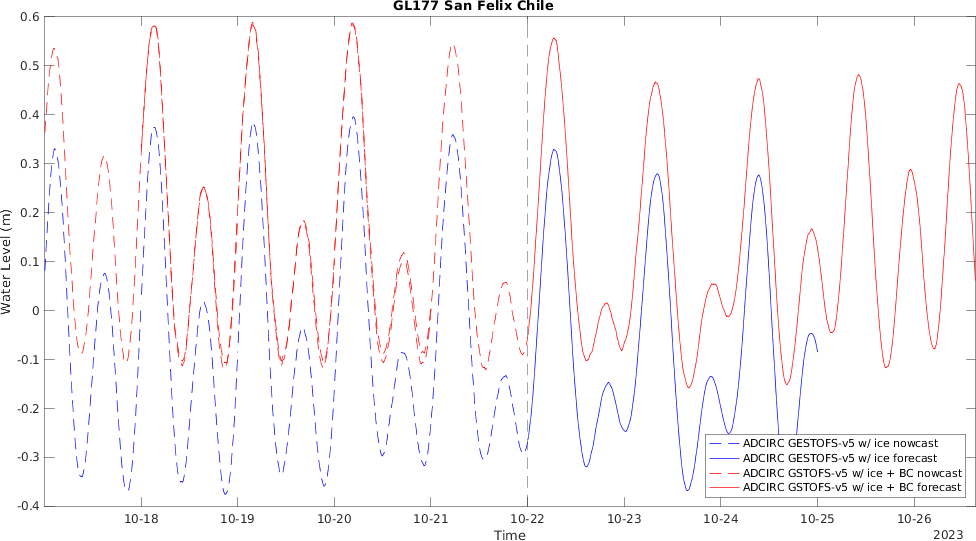 GL177 San Felix Chile
0.6
0.5
0.4
0.3
0.2
0.1
0
-0.1
-0.2
-0.3
-0.4
Water Level (m)
ADCIRC GESTOFS-v5 w/ ice nowcast
ADCIRC GESTOFS-v5 w/ ice forecast
ADCIRC GSTOFS-v5 w/ ice + BC nowcast
ADCIRC GSTOFS-v5 w/ ice + BC forecast
10-18 10-19 10-20 10-21 10-22 10-23 10-24 10-25 10-26
Time
2023